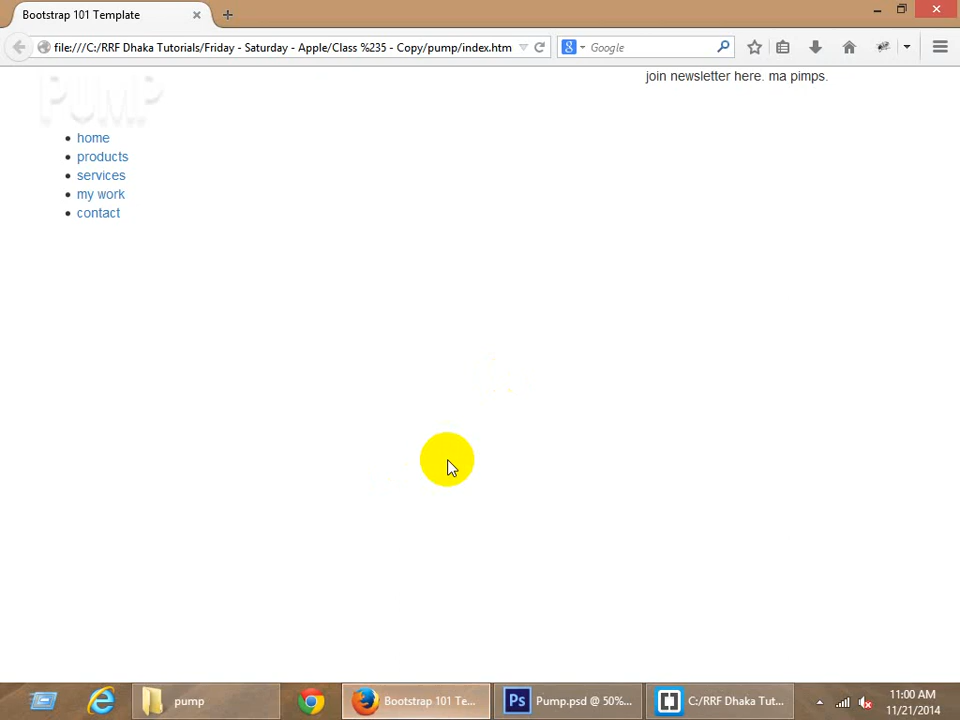 Bootstrap 101 Template
file:///C:/RRF Dhaka Tutorials/Friday - Saturday - Apple/Class %235 - Copy/pump/index.htm
Google
PUMP
join newsletter here. ma pimps.
home
products
services
my work
contact
pump
Bootstrap 101 Te...
Ps
Pump.psd @ 50%...
C:/RRF Dhaka Tut...
11:00 AM
11/21/2014